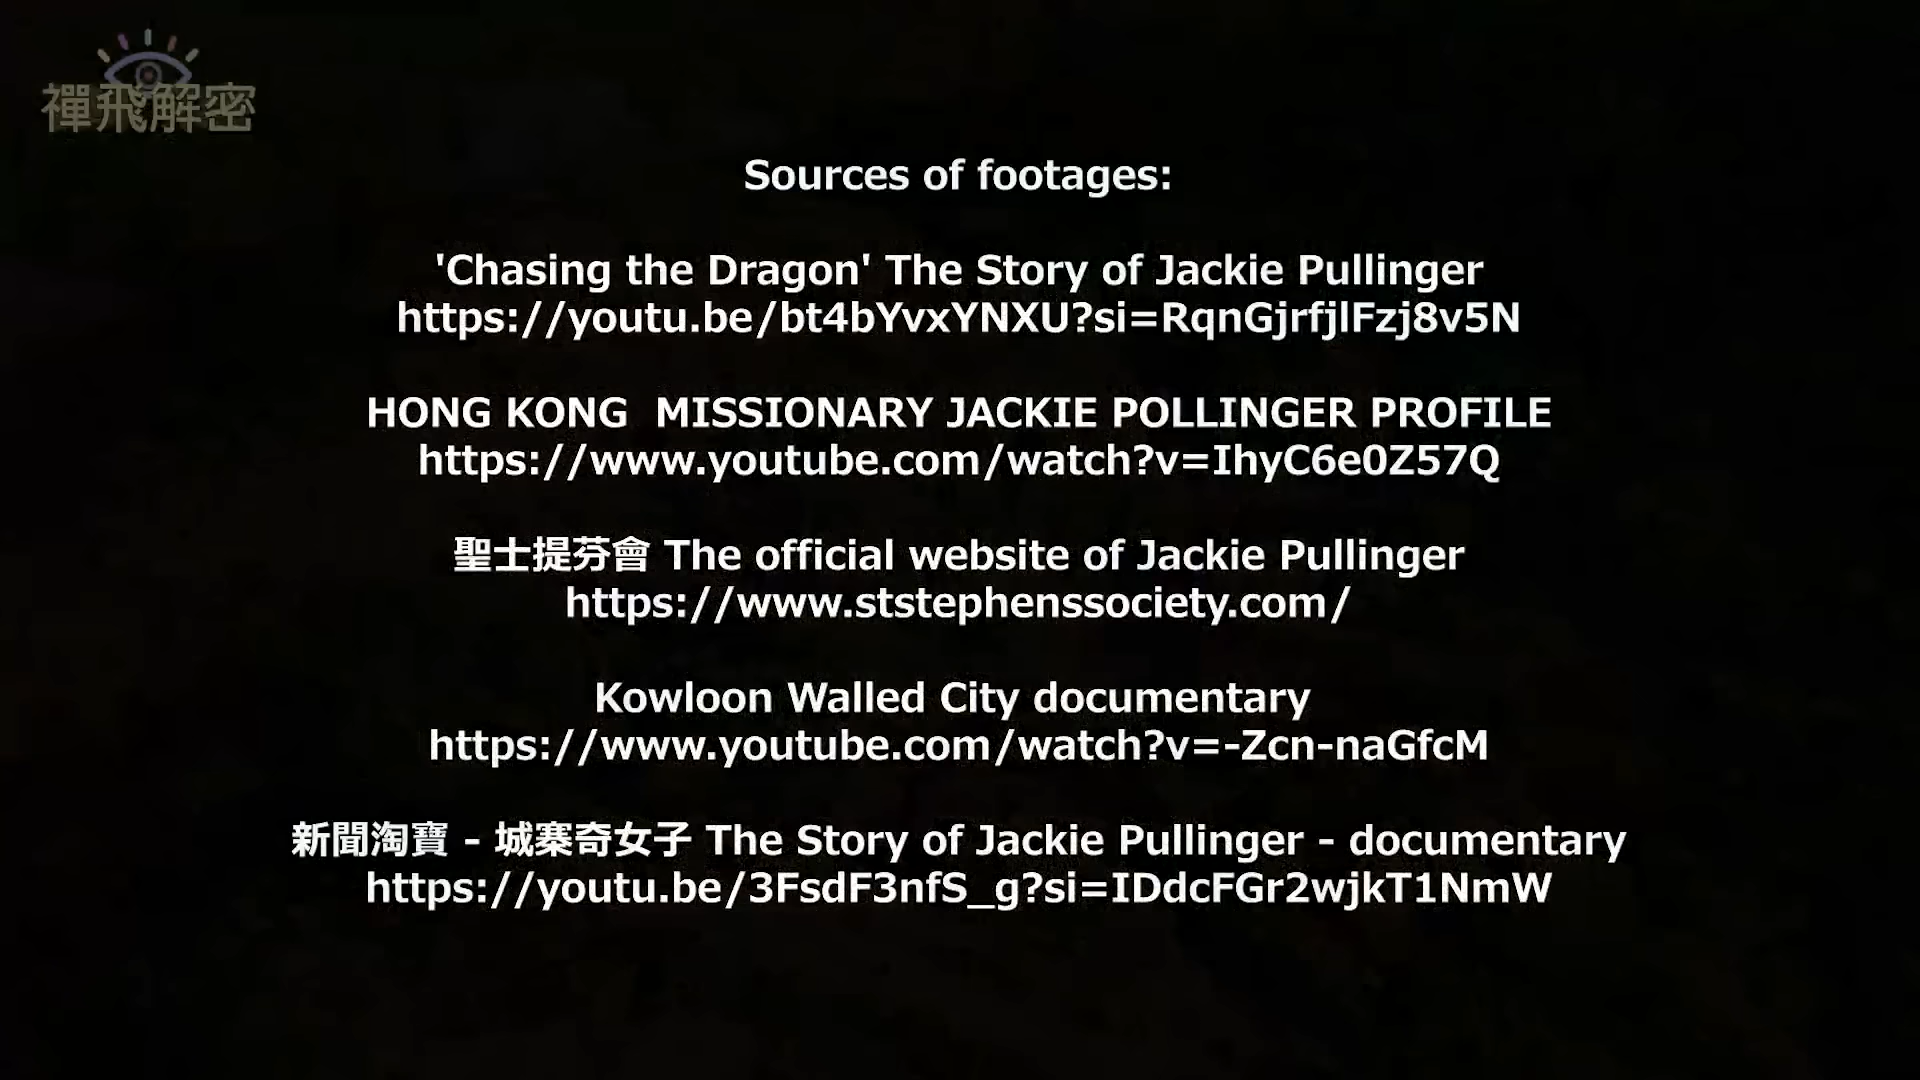 禪飛解密
Sources of footages:
'Chasing the Dragon' The Story of Jackie Pullinger
https://youtu.be/bt4bYvxYNXU?si=RqnGjrfjlFzj8v5N
HONG KONG  MISSIONARY JACKIE POLLINGER PROFILE
https://www.youtube.com/watch?v=IhyC6e0Z57Q
聖士提芬會 The official website of Jackie Pullinger
https://www.ststephenssociety.com/
Kowloon Walled City documentary
https://www.youtube.com/watch?v=-Zcn-naGfcM
新聞淘寶 - 城寨奇女子 The Story of Jackie Pullinger - documentary
https://youtu.be/3FsdF3nfS_g?si=IDdcFGr2wjkT1NmW